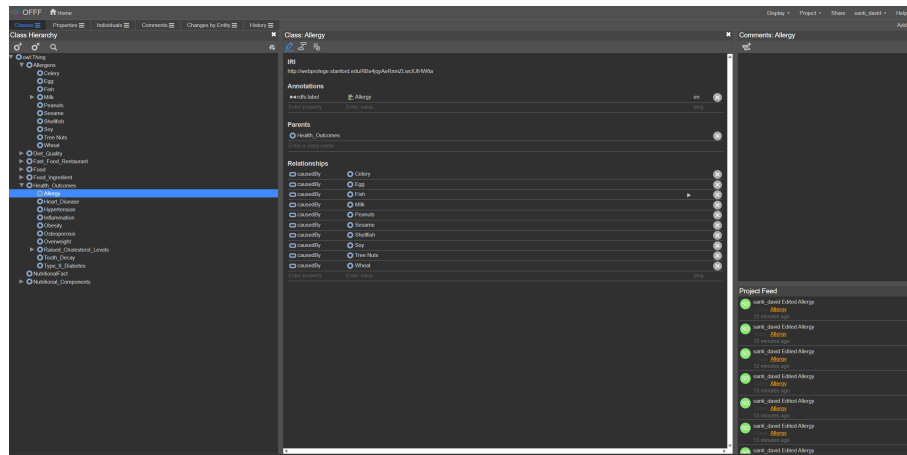 OFFF Home Display Project Share santi_david Help
Classes Properties Individuals Comments Changes by Entity History Add
Class Hierarchy
owl:Thing
Allergens
Celery
Egg
Fish
Milk
Peanuts
Sesame
Shellfish
Soy
Tree Nuts
Wheat
Diet_Quality
Fast_Food_Restaurant
Food
Food_Ingredient
Health_Outcomes
Allergy
Heart_Disease
Hypertension
Inflammation
Obesity
Osteoporosis
Overweight
Raised_Cholesterol_Levels
Tooth_Decay
Type_II_Diabetes
NutritionalFact
Nutritional_Components
Class: Allergy
IRI
Annotations
rdfs:label Allergy en
Enter property Enter value lang
Parents
Health_Outcomes
Enter a class name
Relationships
causedBy Celery
causedBy Egg
causedBy Fish
causedBy Milk
causedBy Peanuts
causedBy Sesame
causedBy Shellfish
causedBy Soy
causedBy Tree Nuts
causedBy Wheat
Enter property Enter value lang
Comments: Allergy
Project Feed
santi_david Edited Allergy
Allergy
12 minutes ago
santi_david Edited Allergy
Allergy
12 minutes ago
santi_david Edited Allergy
Allergy
12 minutes ago
santi_david Edited Allergy
Allergy
13 minutes ago
santi_david Edited Allergy
Allergy
13 minutes ago
santi_david Edited Allergy
Allergy
13 minutes ago
santi_david Edited Allergy